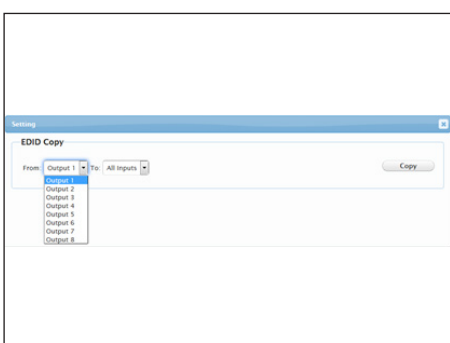 Setting
EDID Copy
From: Output 1 To: All Inputs Copy
Output 1
Output 2
Output 3
Output 4
Output 5
Output 6
Output 7
Output 8